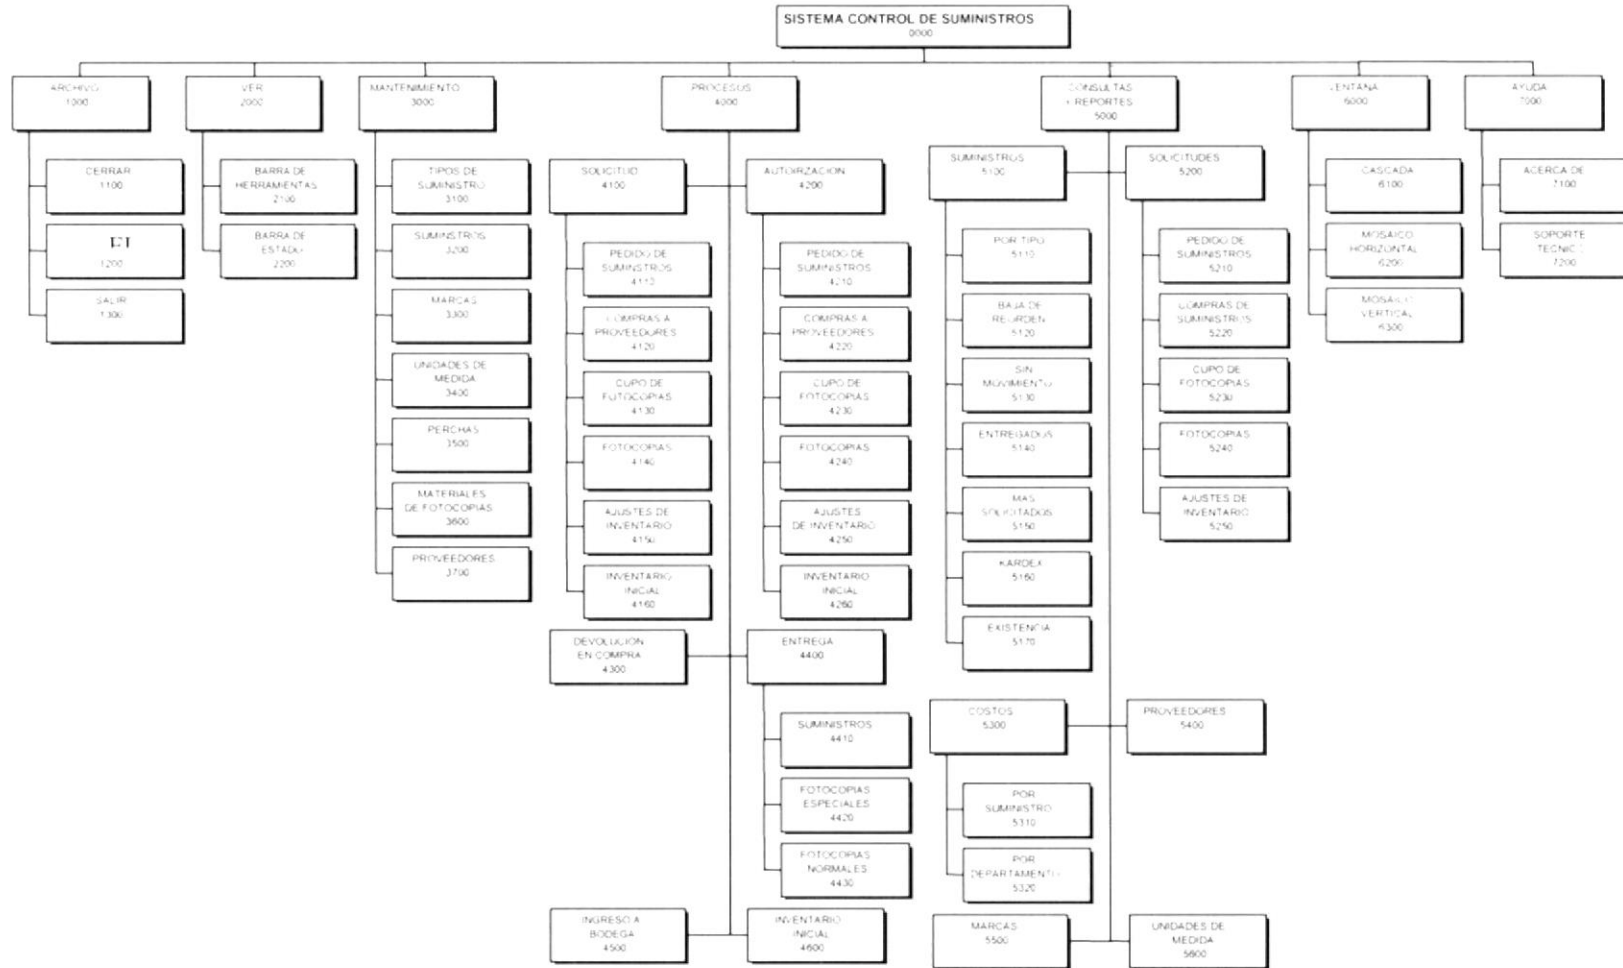 SISTEMA CONTROL DE SUMINISTROS
0000
ARCHIVO
1000
CERRAR
1100
1200
SALIR
1300
VER
2000
BARRA DE
HERRAMIENTAS
2100
BARRA DE
ESTADO
2200
MANTENIMIENTO
3000
TIPOS DE
SUMINISTRO
3100
SUMINSTROS
3200
MARCAS
3300
UNIDADES DE
MEDIDA
3400
PERCHAS
3500
MATERIALES
DE FOTOCOPIAS
3600
PROVEEDORES
3700
PROCESOS
4000
SOLICITUD
4100
PEDIDO DE
SUMINSTROS
4110
COMPRAS A
PROVEEDORES
4120
CUPO DE
FOTOCOPIAS
4130
FOTOCOPIAS
4140
AJUSTES DE
INVENTARIO
4150
INVENTARIO
INICIAL
4160
AUTOIRZACION
4200
PEDIDO DE
SUMINISTROS
4210
COMPRAS A
PROVEEDORES
4220
CUPO DE
FOTOCOPIAS
4230
FOTOCOPIAS
4240
AJUSTES
DE INVENTARIO
4250
INVENTARIO
INICIAL
4260
DEVOLUCION
EN COMPRA
4300
ENTREGA
4400
SUMINISTROS
4410
FOTOCOPIAS
ESPECIALES
4420
FOTOCOPIAS
NORMALES
4430
INGRESO A
BODEGA
4500
INVENTARIO
INICIAL
4600
CONSULTAS
REPORTES
5000
SUMINISTROS
5100
POR TIPO
5110
BAJA DE
REORDEN
5120
SIN
MOVIMIENTO
5130
ENTREGADOS
5140
MAS
SOLICITADOS
5150
KARDEX
5160
EXISTENCIA
5170
SOLICITUDES
5200
PEDIDO DE
SUMINISTROS
5210
COMPRAS DE
SUMINISTROS
5220
CUPO DE
FOTOCOPIAS
5230
FOTOCOPIAS
5240
AJUSTES DE
INVENTARIO
5250
COSTOS
5300
POR
SUMINISTRO
5310
POR
DEPARTAMENTO
5320
PROVEEDORES
5400
MARCAS
5500
UNIDADES DE
MEDIDA
5600
VENTANA
6000
CASCADA
6100
MOSAICO
HORIZONTAL
6200
MOSAICO
VERTICAL
6300
AYUDA
7000
ACERCA DE
7100
SOPORTE
TECNICO
7200